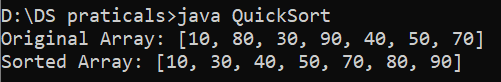 D:\DS praticals>java QuickSort
Original Array: [10, 80, 30, 90, 40, 50, 70]
Sorted Array: [10, 30, 40, 50, 70, 80, 90]